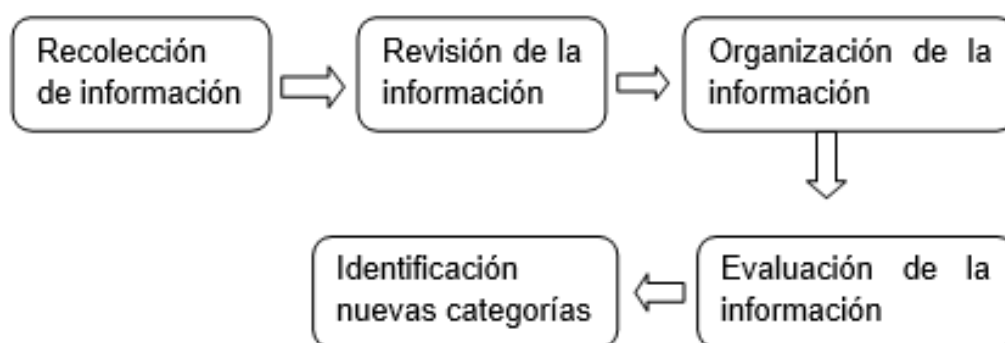 Recolección
de información
Revisión de la
información
Organización de la
información
Evaluación de la
información
Identificación
nuevas categorías